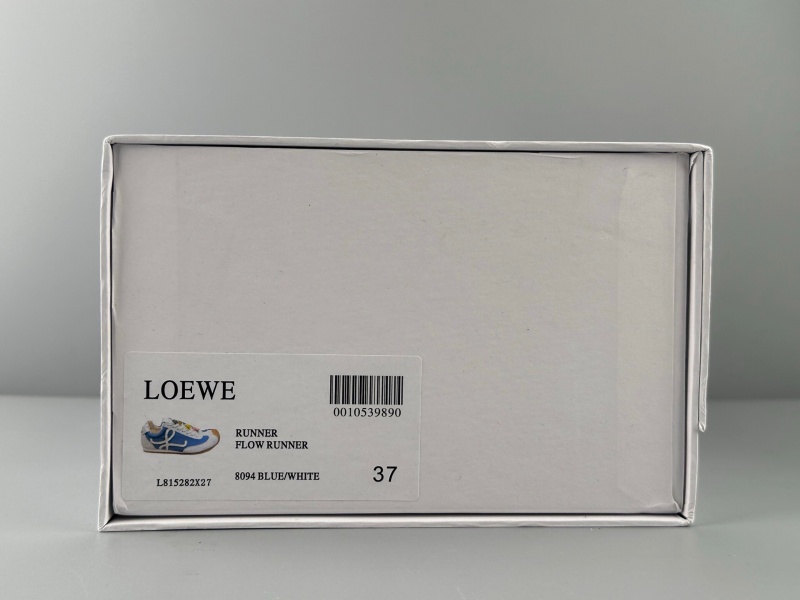 LOEWE
0010539890
RUNNER
FLOW RUNNER
L815282X27
8094 BLUE/WHITE
37